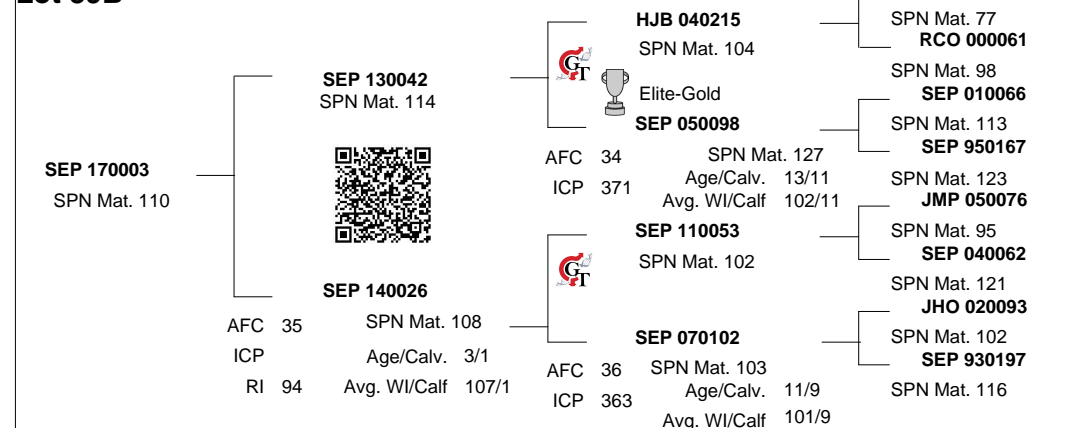 HJB 040215
SPN Mat. 104
GT
Elite-Gold
SEP 050098
SPN Mat. 127
AFC 34
Age/Calv. 13/11
ICP 371
Avg. WI/Calf 102/11
SEP 130042
SPN Mat. 114
SEP 170003
SPN Mat. 110
SEP 110053
SPN Mat. 102
GT
SEP 140026
SPN Mat. 108
AFC 35
ICP
Age/Calv. 3/1
RI 94
Avg. WI/Calf 107/1
SEP 070102
SPN Mat. 103
AFC 36
Age/Calv. 11/9
ICP 363
Avg. WI/Calf 101/9
SPN Mat. 77
RCO 000061
SPN Mat. 98
SEP 010066
SPN Mat. 113
SEP 950167
SPN Mat. 123
JMP 050076
SPN Mat. 95
SEP 040062
SPN Mat. 121
JHO 020093
SPN Mat. 102
SEP 930197
SPN Mat. 116